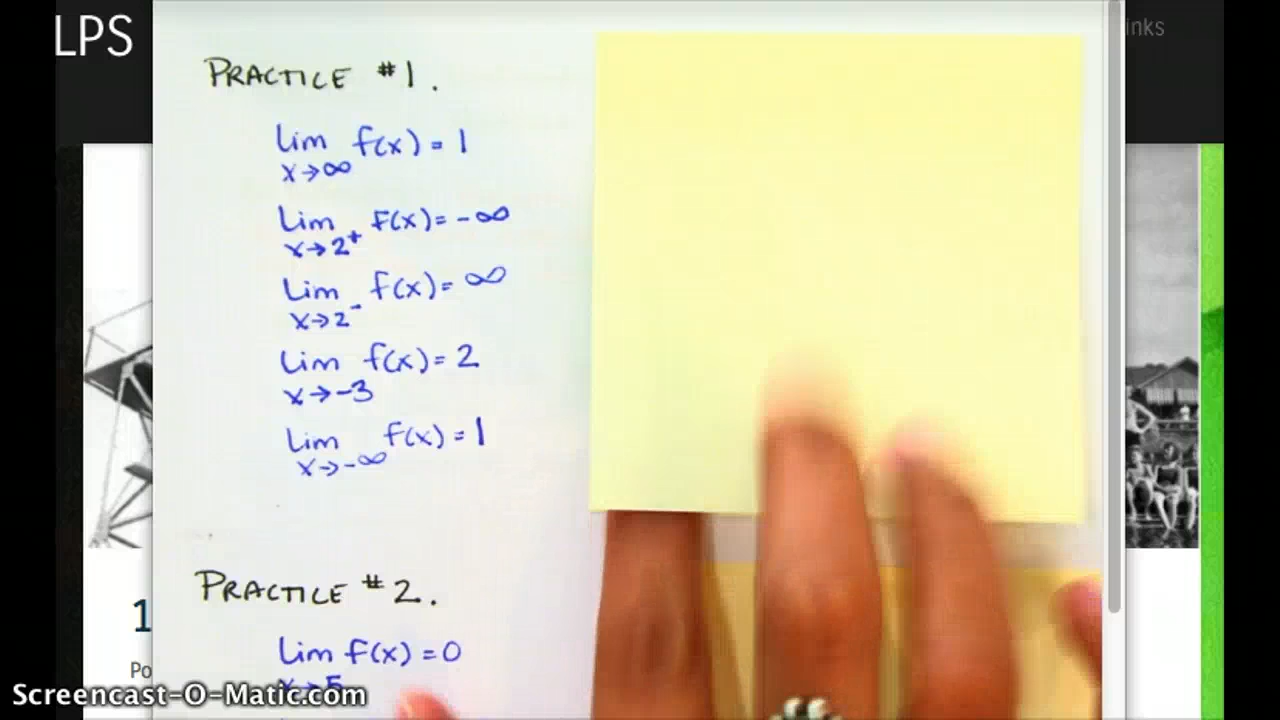 LPS
inks
PRACTICE #1.
Lim f(x) = 1
x→∞
Lim f(x) = -∞
x→2⁺
Lim f(x) = ∞
x→2⁻
Lim f(x) = 2
x→-3
Lim f(x) = 1
x→-∞
PRACTICE #2.
Lim f(x) = 0
x→5
1
Po
Screencast-O-Matic.com